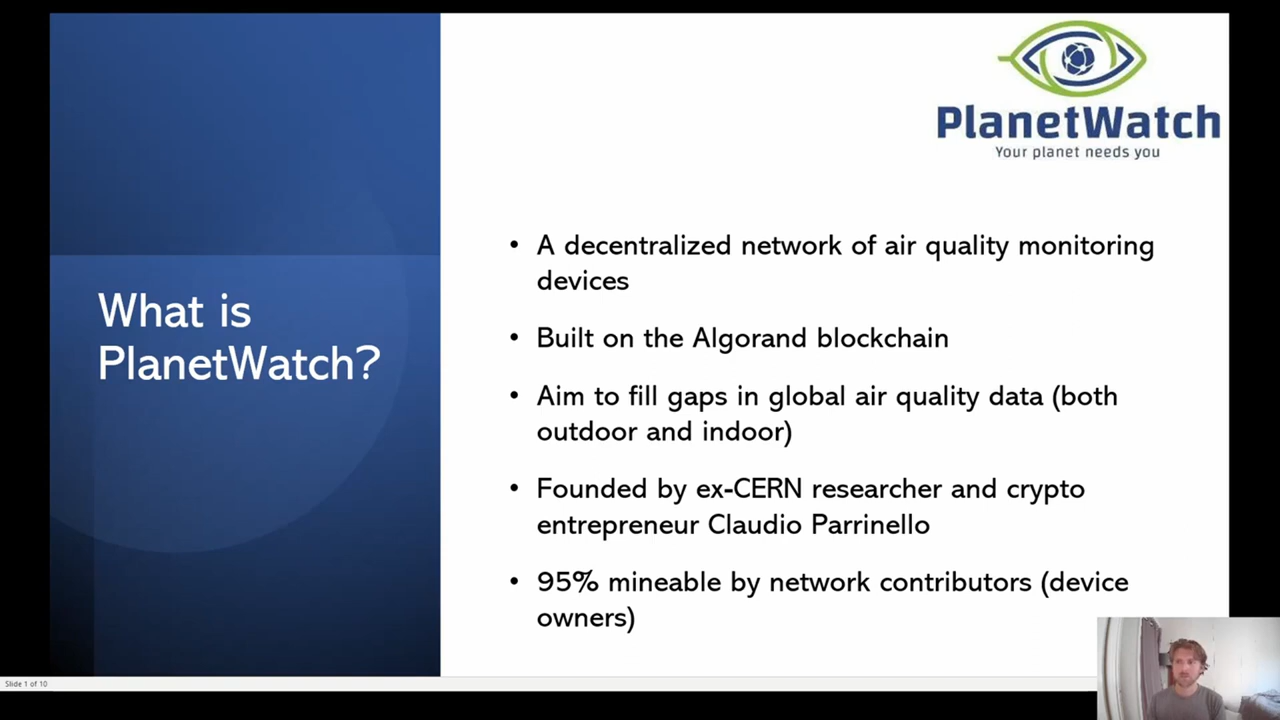 PlanetWatch
Your planet needs you
What is
PlanetWatch?
• A decentralized network of air quality monitoring
devices
• Built on the Algorand blockchain
• Aim to fill gaps in global air quality data (both
outdoor and indoor)
• Founded by ex-CERN researcher and crypto
entrepreneur Claudio Parrinello
• 95% mineable by network contributors (device
owners)
Slide 1 of 10